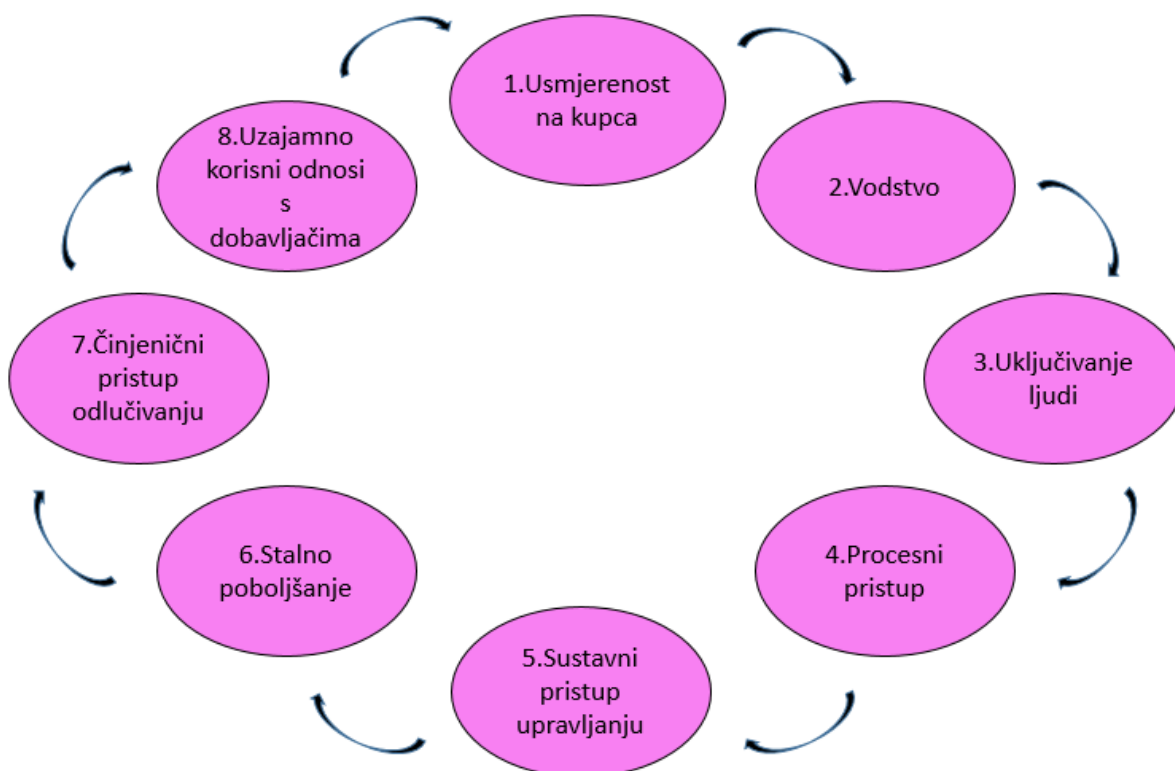 1.Usmjerenost
na kupca
2.Vodstvo
3.Uključivanje
ljudi
4.Procesni
pristup
5.Sustavni
pristup
upravljanju
6.Stalno
poboljšanje
7.Činjenični
pristup
odlučivanju
8.Uzajamno
korisni odnosi
s
dobavljačima